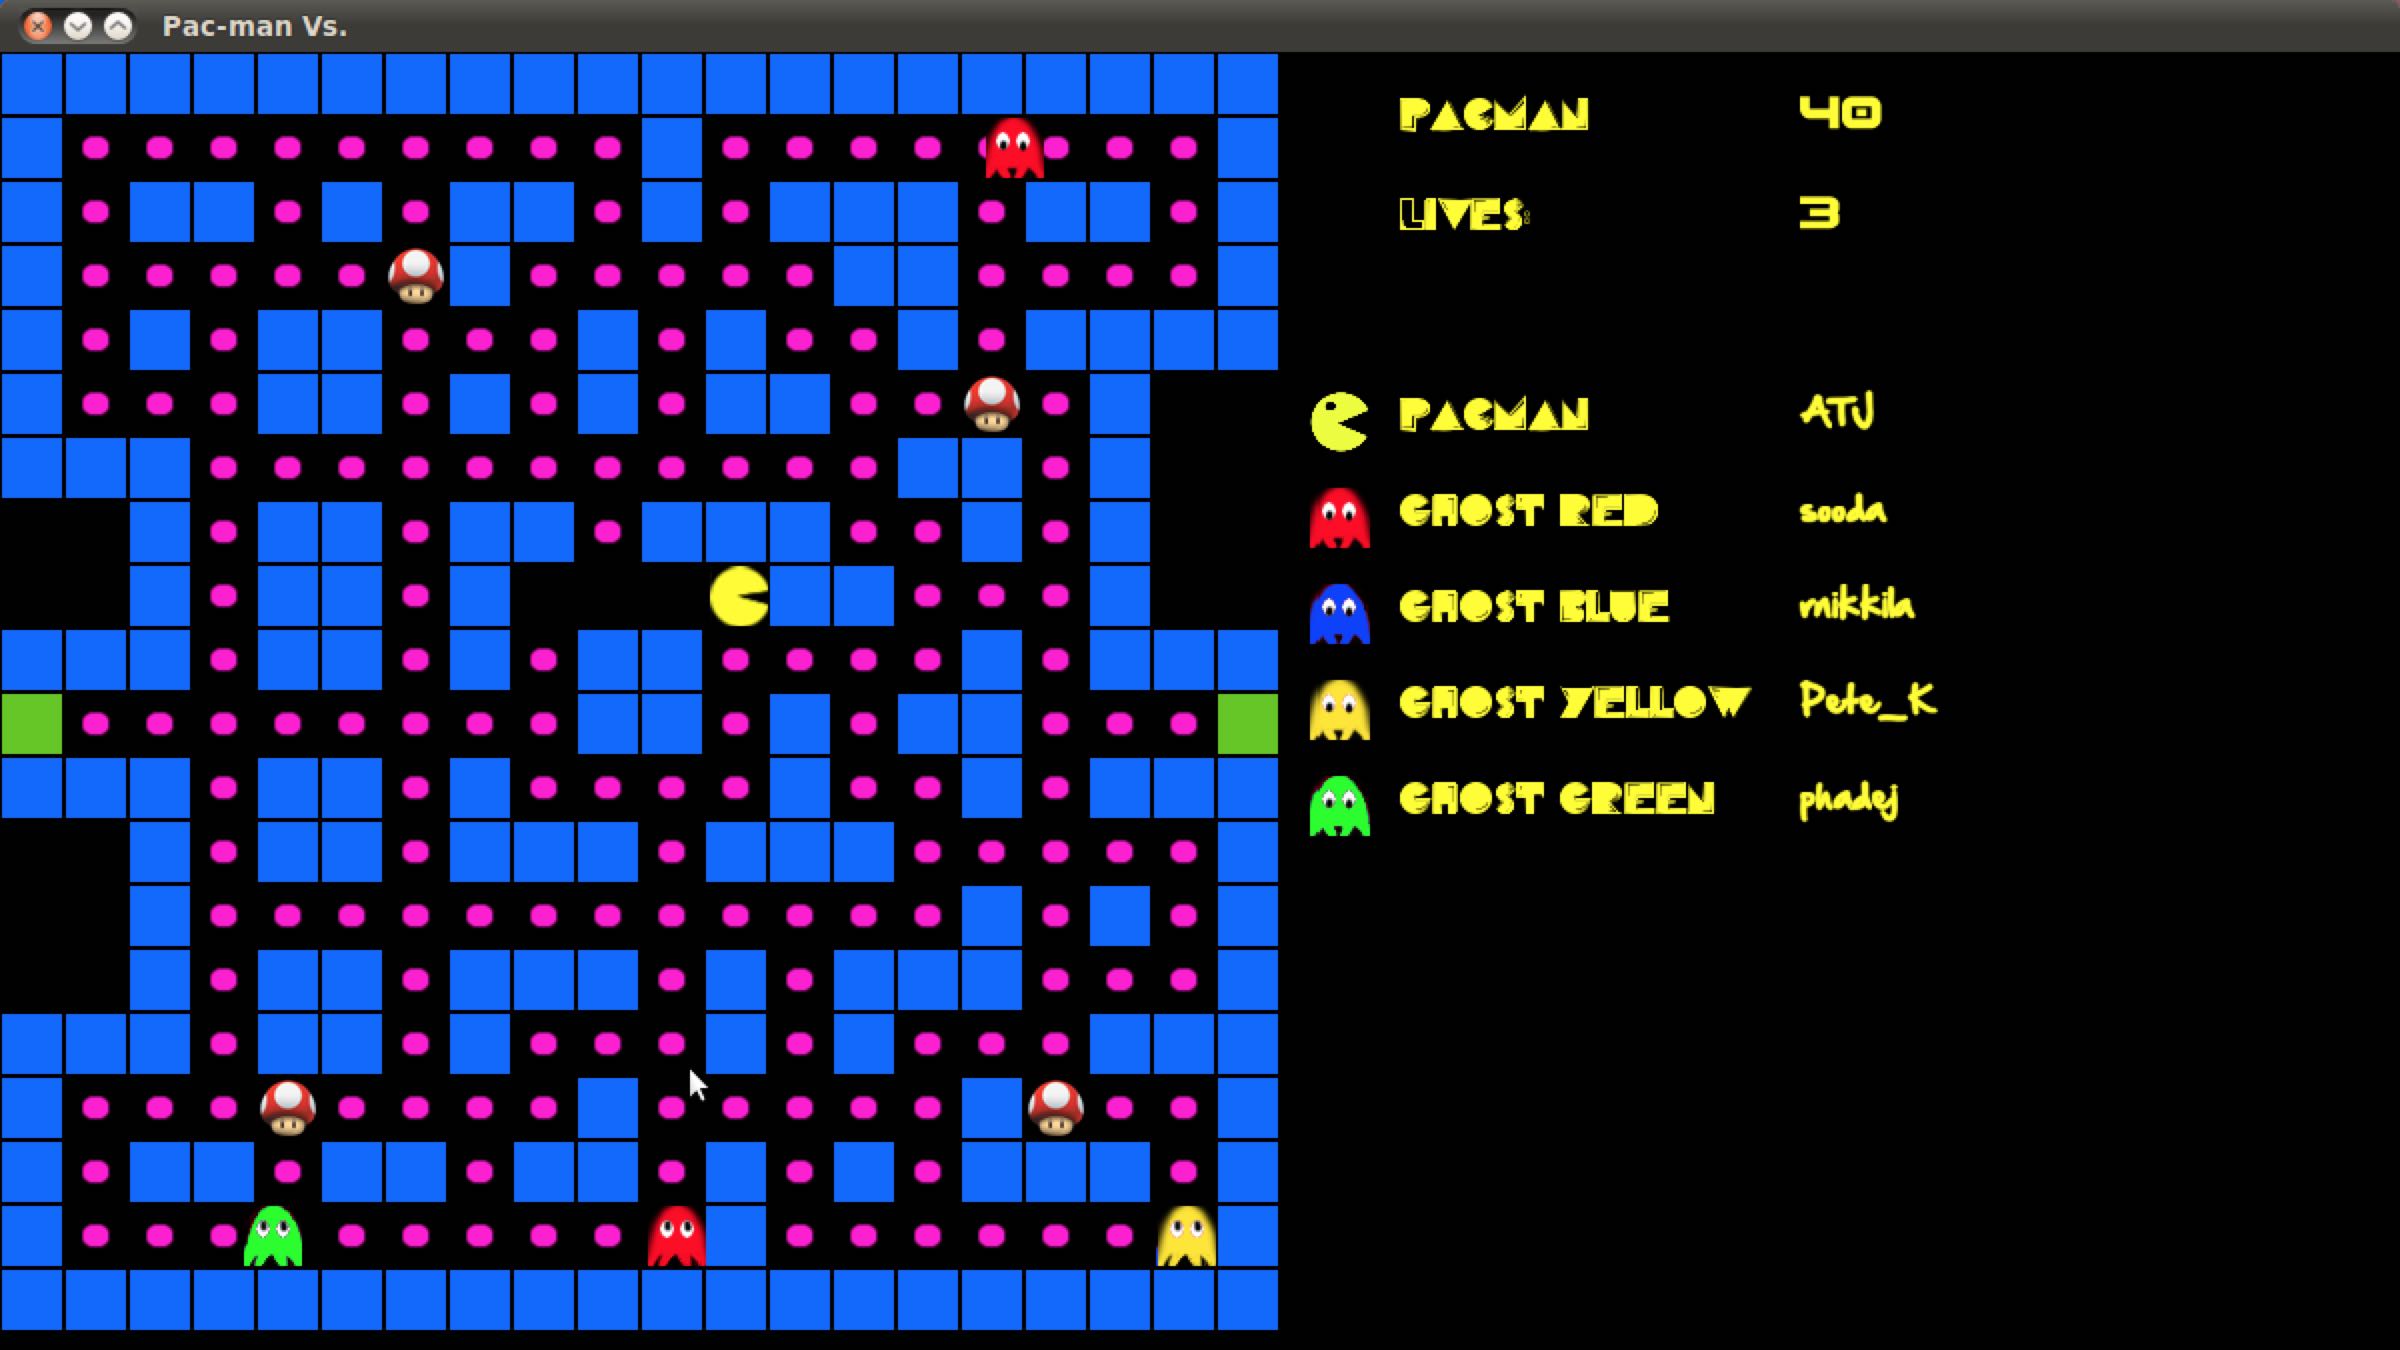 Pac-man Vs.
PACMAN 40
LIVES: 3
PACMAN ATJ
GHOST RED sooda
GHOST BLUE mikkila
GHOST YELLOW Pete_K
GHOST GREEN phadej